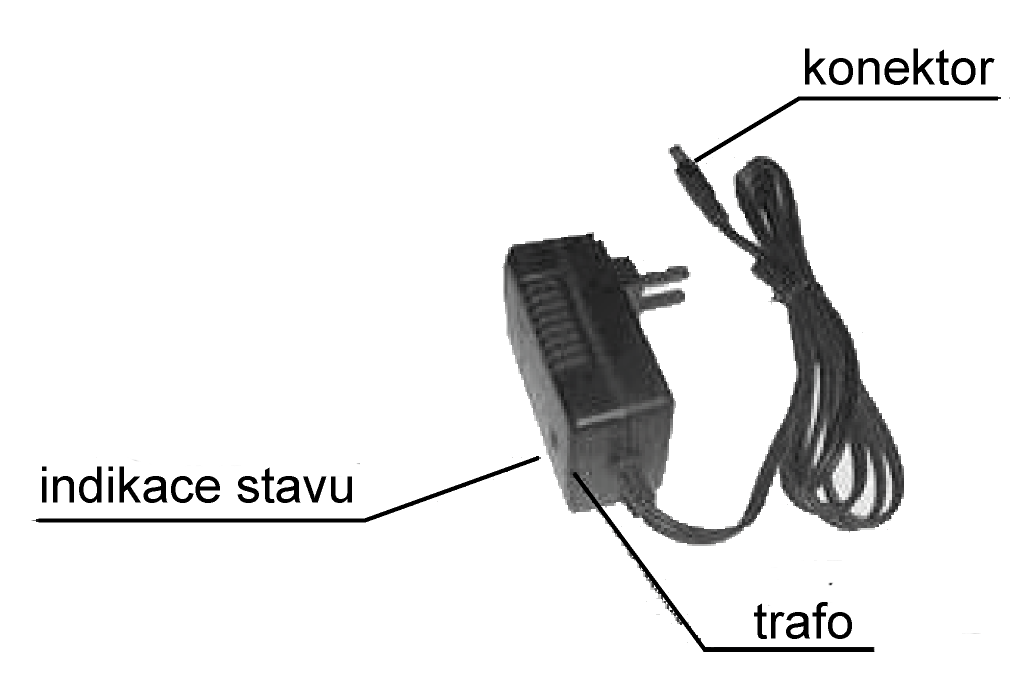 konektor
indikace stavu
trafo